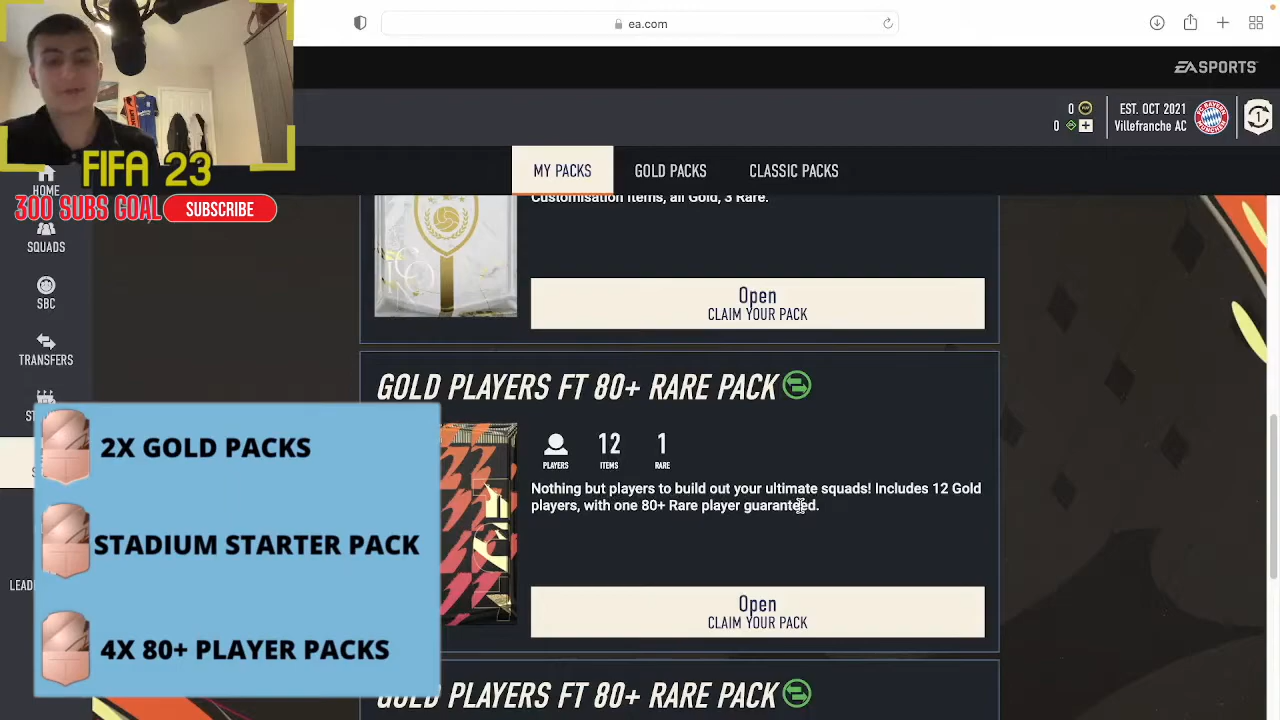 ea.com
EA SPORTS
0
0
EST. OCT 2021
Villefranche AC
1
MY PACKS
GOLD PACKS
CLASSIC PACKS
FIFA 23
300 SUBS GOAL
SUBSCRIBE
HOME
SQUADS
SBC
TRANSFERS
Customisation Items, all Gold, 3 Rare.
Open
CLAIM YOUR PACK
GOLD PLAYERS FT 80+ RARE PACK
PLAYERS
12
ITEMS
1
RARE
Nothing but players to build out your ultimate squads! Includes 12 Gold
players, with one 80+ Rare player guaranteed.
Open
CLAIM YOUR PACK
2X GOLD PACKS
STADIUM STARTER PACK
4X 80+ PLAYER PACKS
GOLD PLAYERS FT 80+ RARE PACK